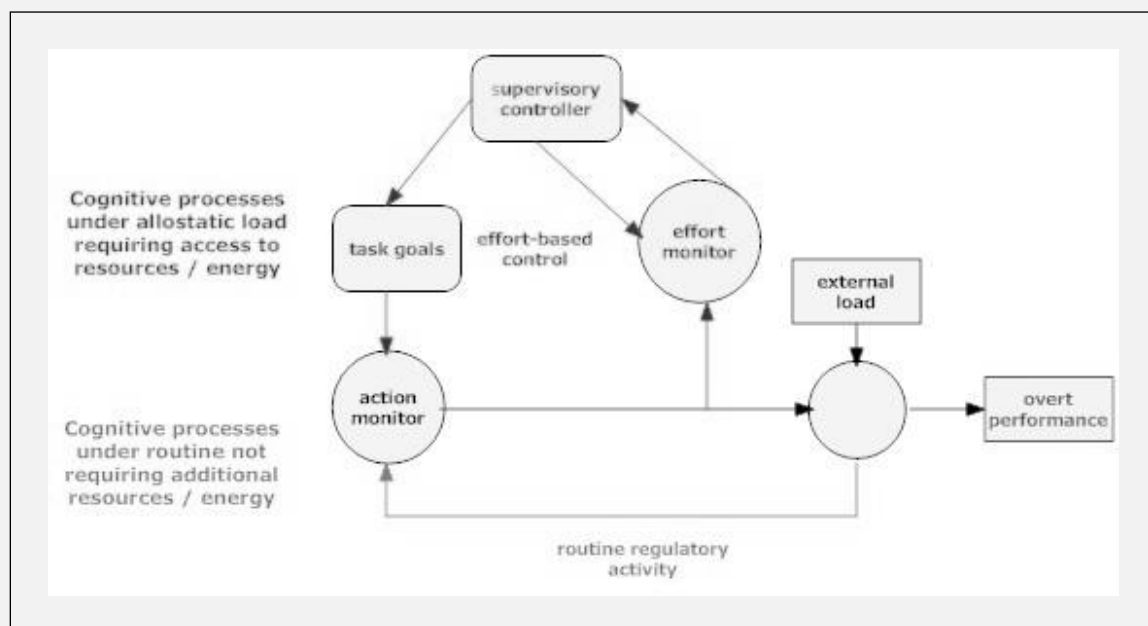 supervisory
controller
Cognitive processes
under allostatic load
requiring access to
resources / energy
task goals
effort-based
control
effort
monitor
external
load
action
monitor
overt
performance
Cognitive processes
under routine not
requiring additional
resources / energy
routine regulatory
activity